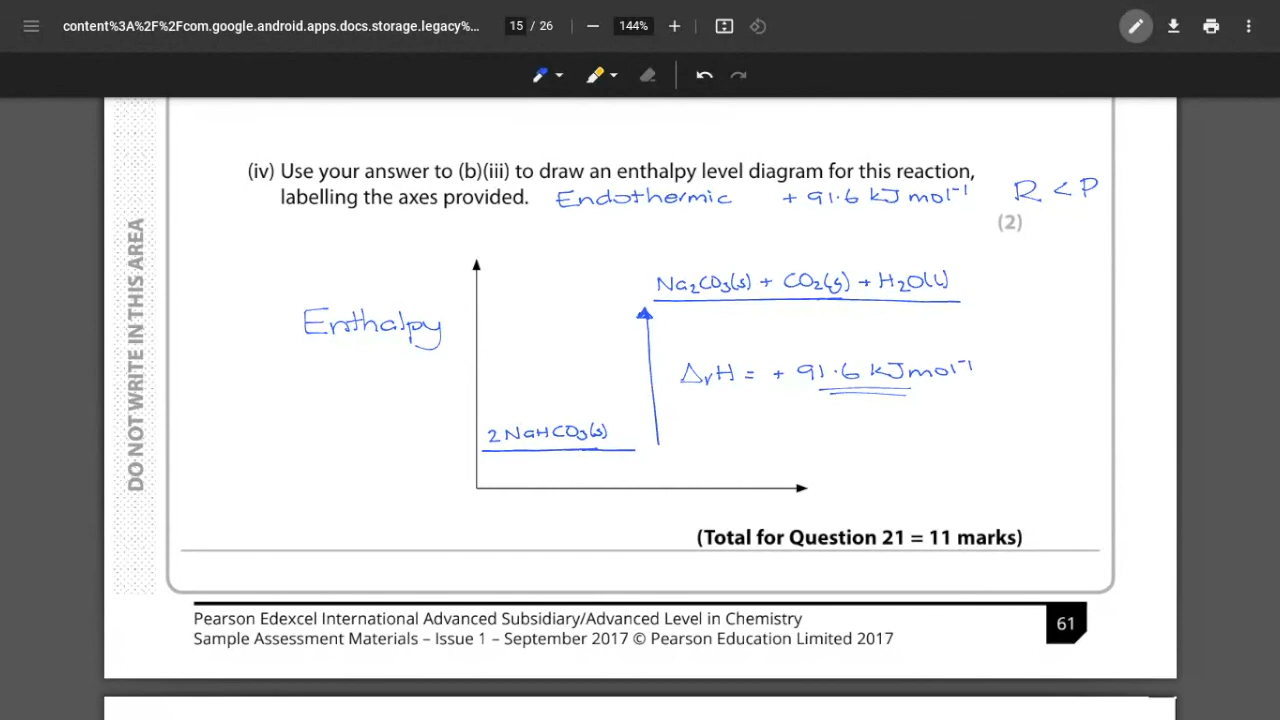 content%3A%2F%2Fcom.google.android.apps.docs.storage.legacy%... 15 / 26 144%
(iv) Use your answer to (b)(iii) to draw an enthalpy level diagram for this reaction,
labelling the axes provided. Endothermic + 91.6 kJ mol⁻¹ R < P
(2)
DO NOT WRITE IN THIS AREA
Na₂CO₃(s) + CO₂(g) + H₂O(l)
Enthalpy
ΔrH = + 91.6 kJmol⁻¹
2NaHCO₃(s)
(Total for Question 21 = 11 marks)
Pearson Edexcel International Advanced Subsidiary/Advanced Level in Chemistry
Sample Assessment Materials – Issue 1 – September 2017 © Pearson Education Limited 2017
61